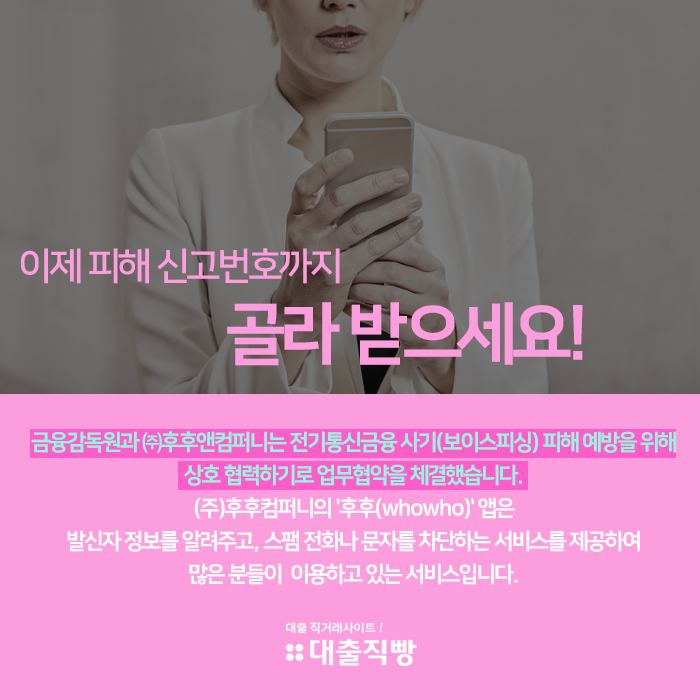 이제 피해 신고번호까지
골라 받으세요!
금융감독원과 ㈜후후앤컴퍼니는 전기통신금융 사기(보이스피싱) 피해 예방을 위해
상호 협력하기로 업무협약을 체결했습니다.
(주)후후컴퍼니의 '후후(whowho)' 앱은
발신자 정보를 알려주고, 스팸 전화나 문자를 차단하는 서비스를 제공하여
많은 분들이 이용하고 있는 서비스입니다.
대출 직거래사이트!
대출직빵